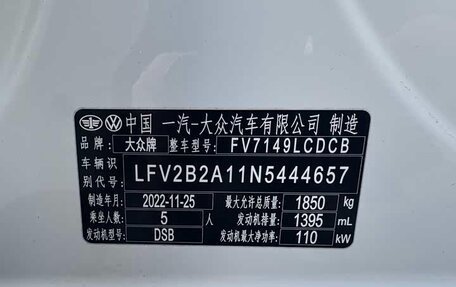 中国 一汽-大众汽车有限公司 制造
品牌: 大众牌 整车型号: FV7149LCDCB
车辆识别代号: LFV2B2A11N5444657
制造年月: 2022-11-25 最大允许总质量: 1850 kg
乘坐人数: 5 人 发动机排量: 1395 mL
发动机型号: DSB 发动机最大净功率: 110 kW